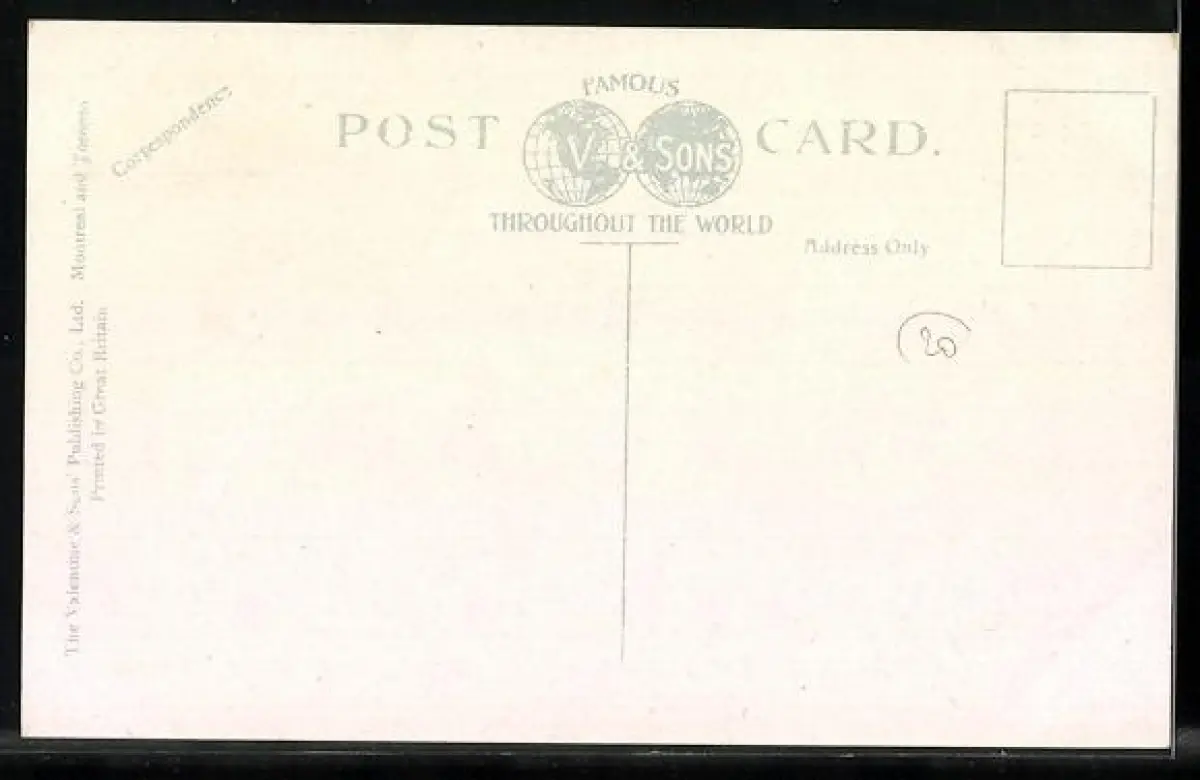 FAMOUS
POST V. & SONS CARD.
THROUGHOUT THE WORLD
Correspondence
Address Only
The Valentine & Sons' Publishing Co., Ltd. Montreal and Toronto
Printed in Great Britain
20